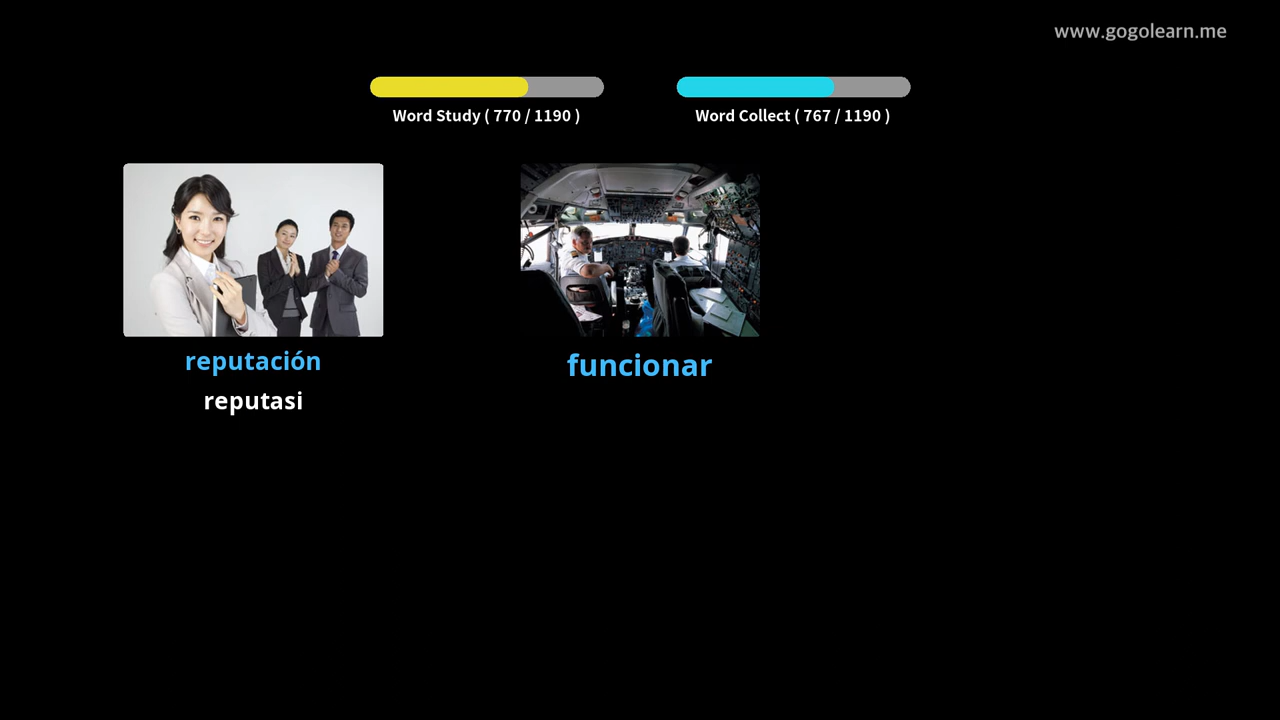 www.gogolearn.me
Word Study ( 770 / 1190 )
Word Collect ( 767 / 1190 )
reputación
reputasi
funcionar